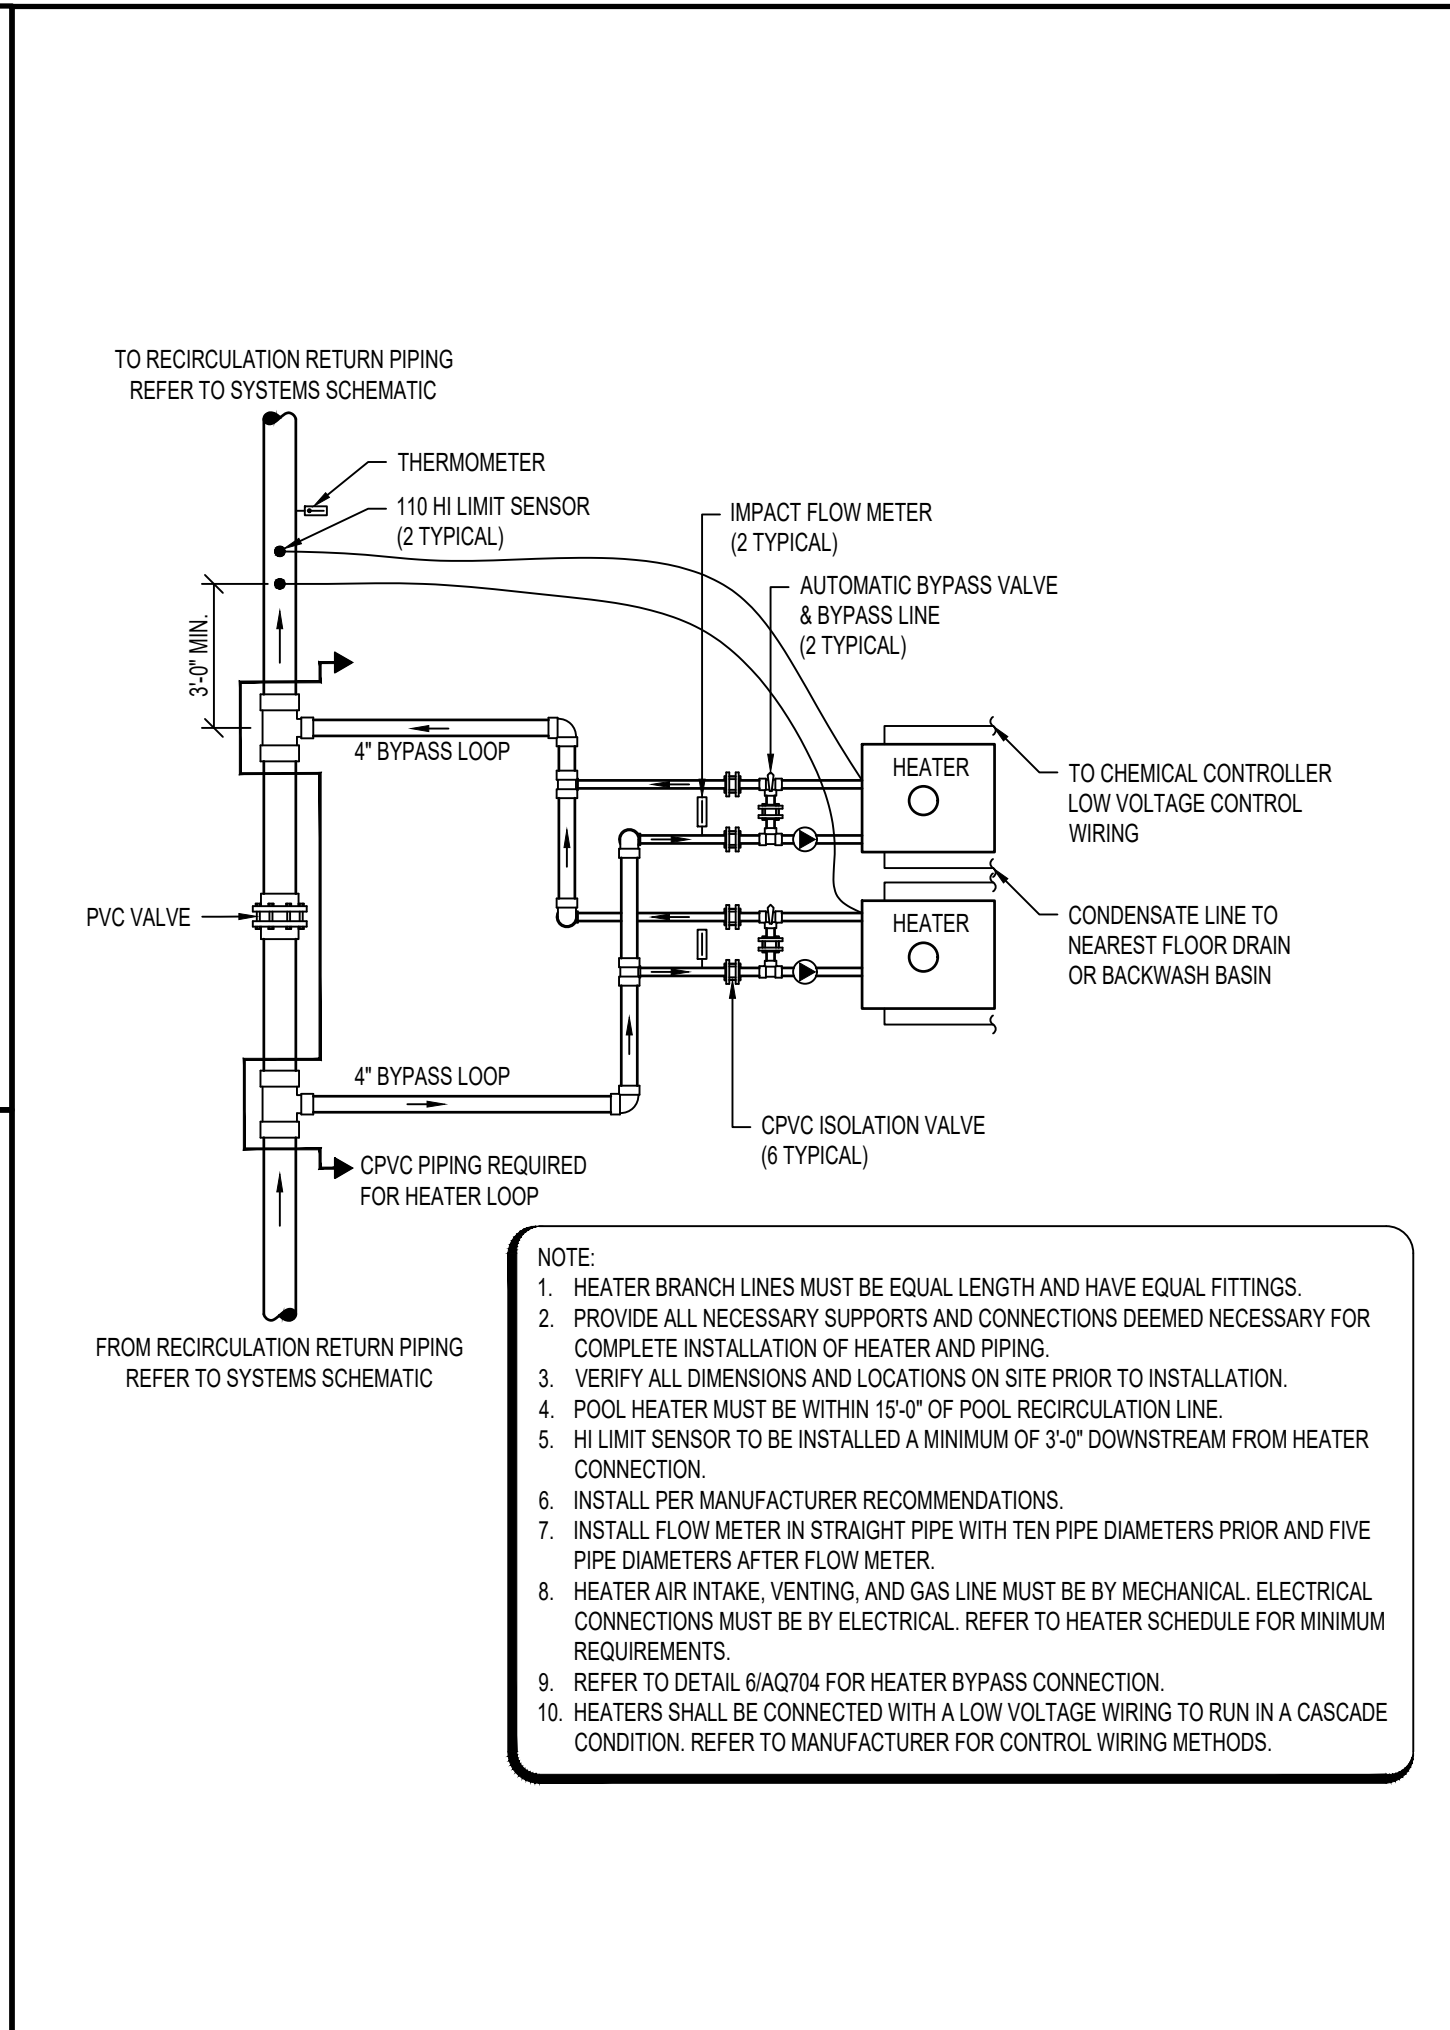 TO RECIRCULATION RETURN PIPING
REFER TO SYSTEMS SCHEMATIC
THERMOMETER
110 HI LIMIT SENSOR
(2 TYPICAL)
IMPACT FLOW METER
(2 TYPICAL)
AUTOMATIC BYPASS VALVE
& BYPASS LINE
(2 TYPICAL)
3'-0" MIN.
4" BYPASS LOOP
HEATER
TO CHEMICAL CONTROLLER
LOW VOLTAGE CONTROL
WIRING
PVC VALVE
HEATER
CONDENSATE LINE TO
NEAREST FLOOR DRAIN
OR BACKWASH BASIN
4" BYPASS LOOP
CPVC ISOLATION VALVE
(6 TYPICAL)
CPVC PIPING REQUIRED
FOR HEATER LOOP
FROM RECIRCULATION RETURN PIPING
REFER TO SYSTEMS SCHEMATIC
NOTE:
1. HEATER BRANCH LINES MUST BE EQUAL LENGTH AND HAVE EQUAL FITTINGS.
2. PROVIDE ALL NECESSARY SUPPORTS AND CONNECTIONS DEEMED NECESSARY FOR
COMPLETE INSTALLATION OF HEATER AND PIPING.
3. VERIFY ALL DIMENSIONS AND LOCATIONS ON SITE PRIOR TO INSTALLATION.
4. POOL HEATER MUST BE WITHIN 15'-0" OF POOL RECIRCULATION LINE.
5. HI LIMIT SENSOR TO BE INSTALLED A MINIMUM OF 3'-0" DOWNSTREAM FROM HEATER
CONNECTION.
6. INSTALL PER MANUFACTURER RECOMMENDATIONS.
7. INSTALL FLOW METER IN STRAIGHT PIPE WITH TEN PIPE DIAMETERS PRIOR AND FIVE
PIPE DIAMETERS AFTER FLOW METER.
8. HEATER AIR INTAKE, VENTING, AND GAS LINE MUST BE BY MECHANICAL. ELECTRICAL
CONNECTIONS MUST BE BY ELECTRICAL. REFER TO HEATER SCHEDULE FOR MINIMUM
REQUIREMENTS.
9. REFER TO DETAIL 6/AQ704 FOR HEATER BYPASS CONNECTION.
10. HEATERS SHALL BE CONNECTED WITH A LOW VOLTAGE WIRING TO RUN IN A CASCADE
CONDITION. REFER TO MANUFACTURER FOR CONTROL WIRING METHODS.